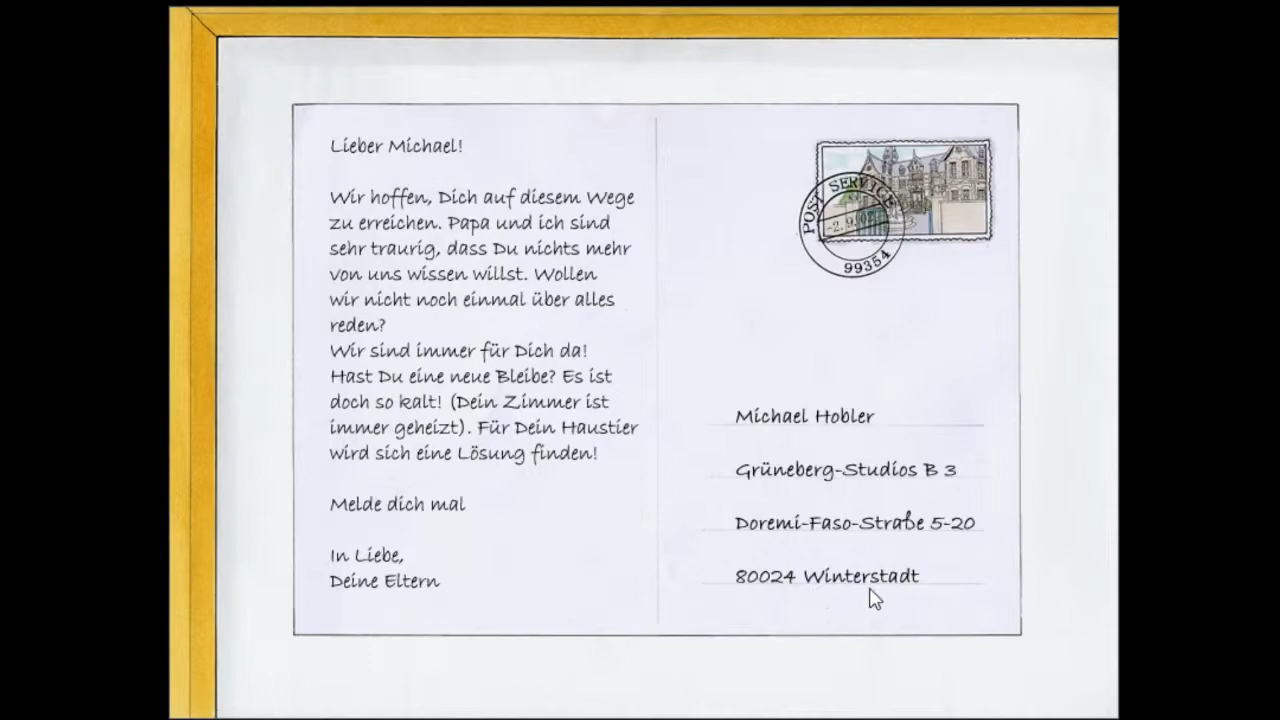 Lieber Michael!
Wir hoffen, Dich auf diesem Wege
zu erreichen. Papa und ich sind
sehr traurig, dass Du nichts mehr
von uns wissen willst. Wollen
wir nicht noch einmal über alles
reden?
Wir sind immer für Dich da!
Hast Du eine neue Bleibe? Es ist
doch so kalt! (Dein Zimmer ist
immer geheizt). Für Dein Haustier
wird sich eine Lösung finden!
Melde dich mal
In Liebe,
Deine Eltern
POST SERVICE
99354
Michael Hobler
Grüneberg-Studios B 3
Doremi-Faso-Straße 5-20
80024 Winterstadt